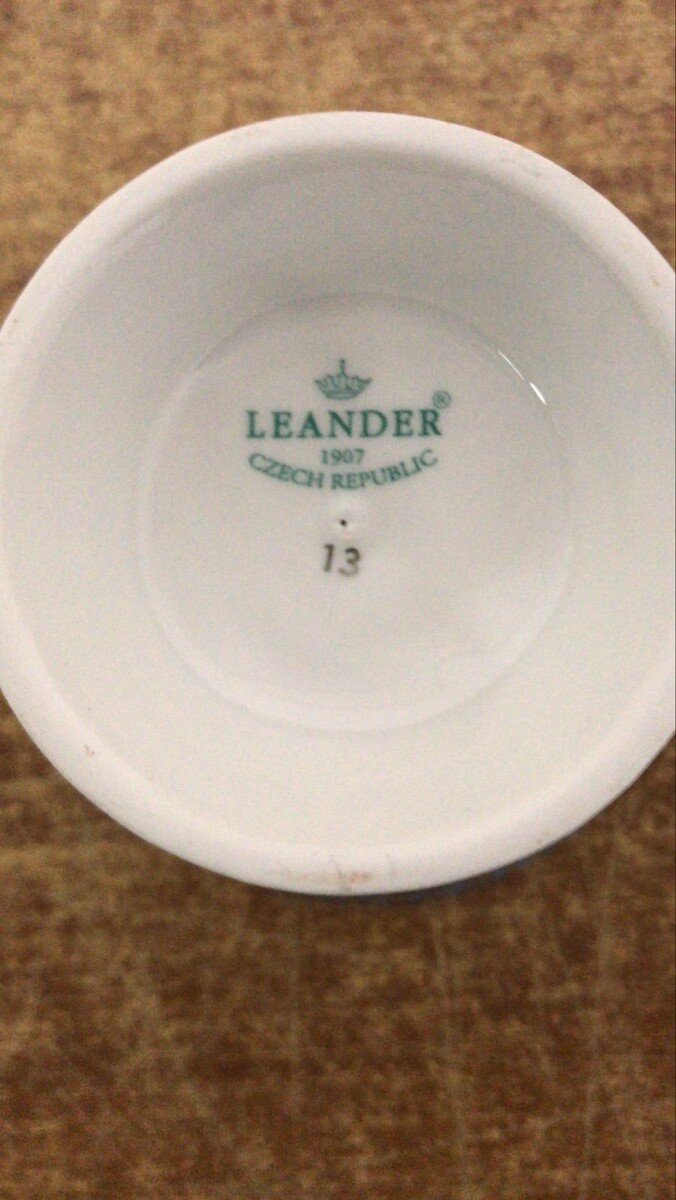 LEANDER®
1907
CZECH REPUBLIC
13